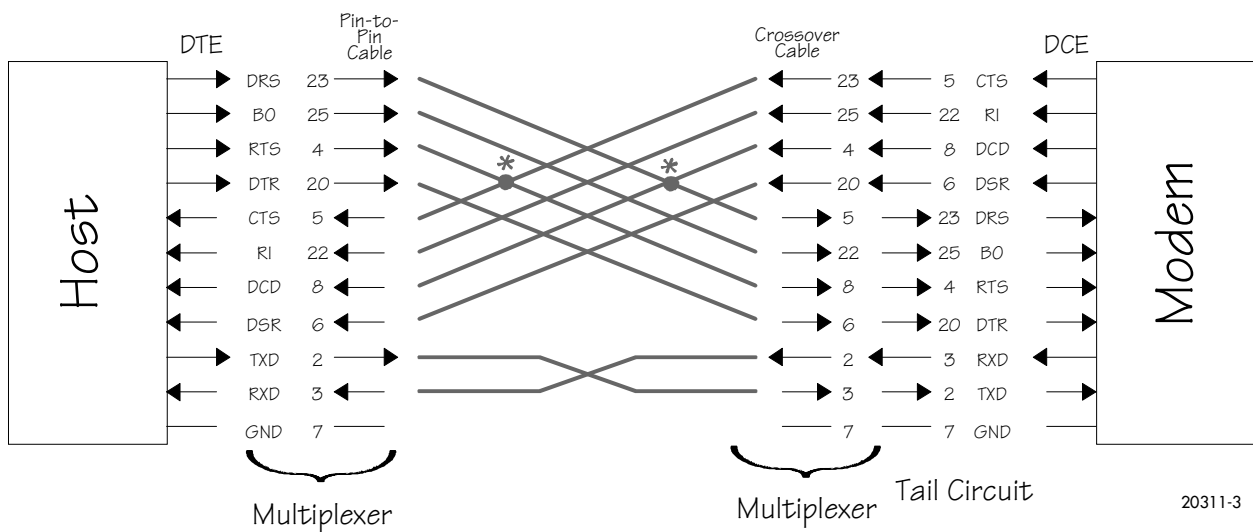 DTE
Pin-to-
Pin
Cable
Crossover
Cable
DCE
Host
Modem
DRS 23 23 5 CTS
BO 25 25 22 RI
RTS 4 4 8 DCD
DTR 20 * * 20 6 DSR
CTS 5 5 23 DRS
RI 22 22 25 BO
DCD 8 8 4 RTS
DSR 6 6 20 DTR
TXD 2 2 3 RXD
RXD 3 3 2 TXD
GND 7 7 7 GND
Multiplexer
Multiplexer
Tail Circuit
20311-3